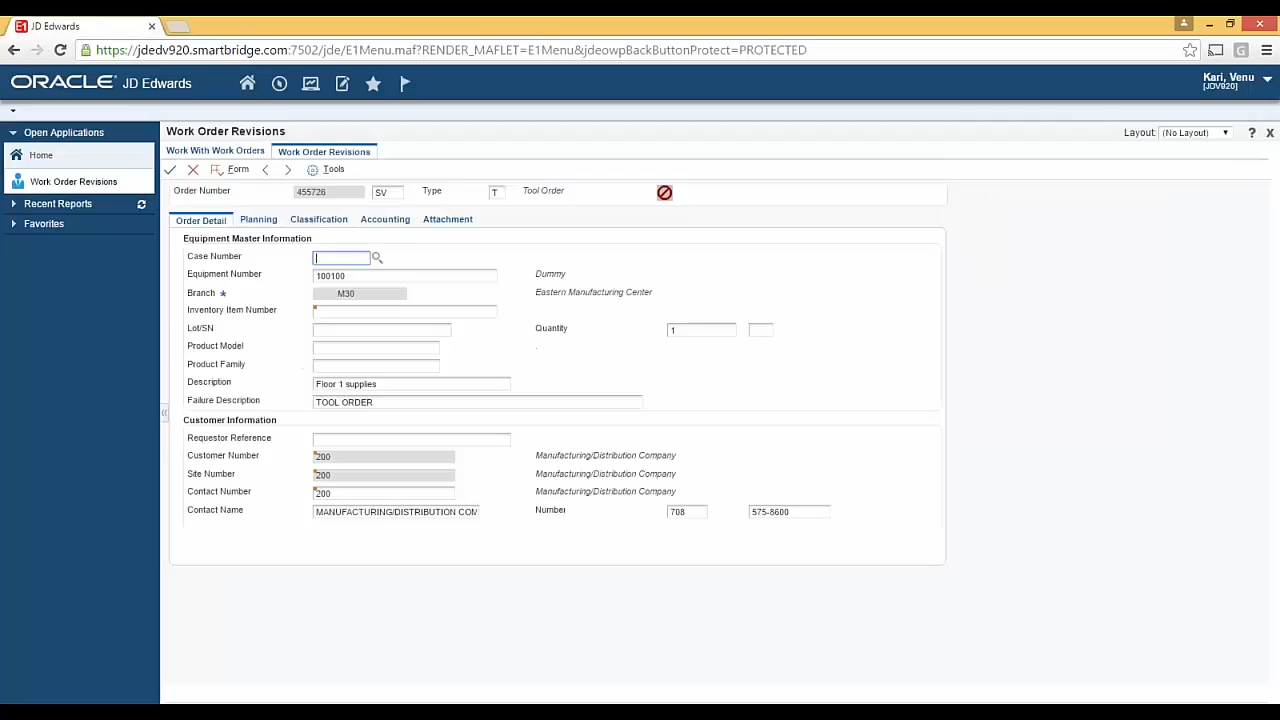 E1 JD Edwards
https://jdedv920.smartbridge.com:7502/jde/E1Menu.maf?RENDER_MAFLET=E1Menu&jdeowpBackButtonProtect=PROTECTED
ORACLE JD Edwards
Kari, Venu
[JDV920]
Open Applications
Home
Work Order Revisions
Recent Reports
Favorites
Work Order Revisions
Layout: (No Layout)
Work With Work Orders Work Order Revisions
Form Tools
Order Number 455726 SV Type T Tool Order
Order Detail Planning Classification Accounting Attachment
Equipment Master Information
Case Number
Equipment Number 100100 Dummy
Branch * M30 Eastern Manufacturing Center
Inventory Item Number
Lot/SN Quantity 1
Product Model .
Product Family
Description Floor 1 supplies
Failure Description TOOL ORDER
Customer Information
Requestor Reference
Customer Number 200 Manufacturing/Distribution Company
Site Number 200 Manufacturing/Distribution Company
Contact Number 200 Manufacturing/Distribution Company
Contact Name MANUFACTURING/DISTRIBUTION COM Number 708 575-8600